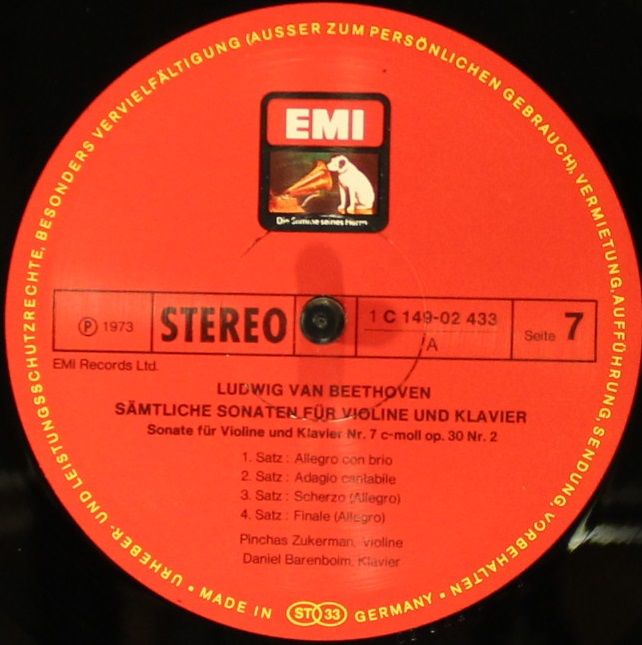 URHEBER- UND LEISTUNGSSCHUTZRECHTE, BESONDERS VERVIELFÄLTIGUNG (AUSSER ZUM PERSÖNLICHEN GEBRAUCH), VERMIETUNG, AUFFÜHRUNG, SENDUNG, VORBEHALTEN
EMI
Die Stimme seines Herrn
Ⓟ 1973
STEREO
1 C 149-02 433
A
Seite 7
EMI Records Ltd.
LUDWIG VAN BEETHOVEN
SÄMTLICHE SONATEN FÜR VIOLINE UND KLAVIER
Sonate für Violine und Klavier Nr. 7 c-moll op. 30 Nr. 2
1. Satz : Allegro con brio
2. Satz : Adagio cantabile
3. Satz : Scherzo (Allegro)
4. Satz : Finale (Allegro)
Pinchas Zukerman, Violine
Daniel Barenboim, Klavier
• MADE IN ST 33 GERMANY •